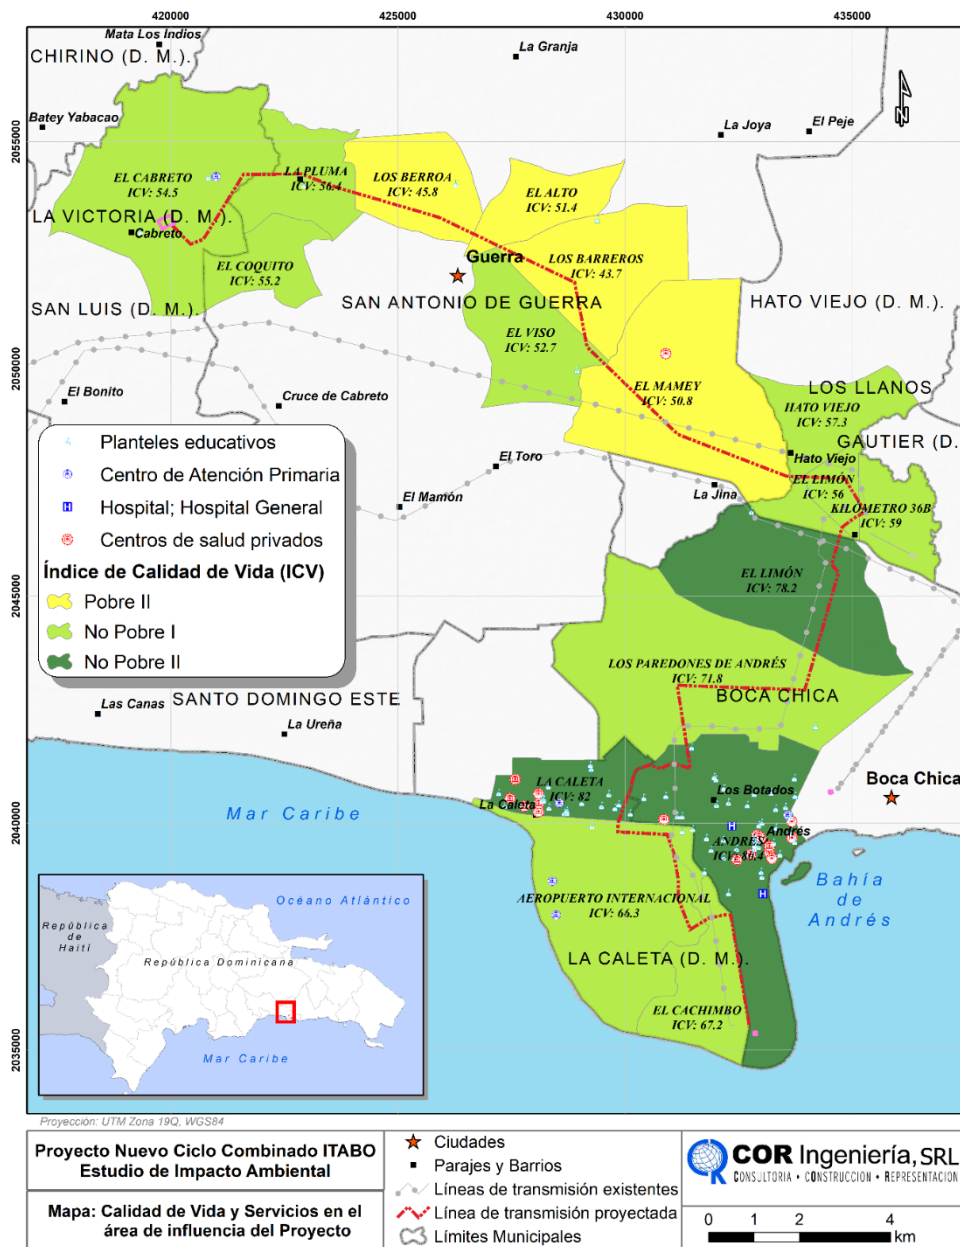 420000
425000
430000
435000
Mata Los Indios
CHIRINO (D. M.).
La Granja
Batey Yabacao
La Joya
El Peje
N
2055000
EL CABRETO
ICV: 54.5
LA PLUMA
ICV: 56.4
LOS BERROA
ICV: 45.8
EL ALTO
ICV: 51.4
LA VICTORIA (D. M.).
Cabreto
EL COQUITO
ICV: 55.2
Guerra
LOS BARREROS
ICV: 43.7
SAN LUIS (D. M.).
SAN ANTONIO DE GUERRA
HATO VIEJO (D. M.).
EL VISO
ICV: 52.7
2050000
El Bonito
Cruce de Cabreto
EL MAMEY
ICV: 50.8
LOS LLANOS
HATO VIEJO
ICV: 57.3
GAUTIER (D.
Hato Viejo
El Toro
El Mamón
La Jina
EL LIMÓN
ICV: 56
KILOMETRO 36B
ICV: 59
Planteles educativos
Centro de Atención Primaria
Hospital; Hospital General
Centros de salud privados
Índice de Calidad de Vida (ICV)
Pobre II
No Pobre I
No Pobre II
2045000
EL LIMÓN
ICV: 78.2
LOS PAREDONES DE ANDRÉS
ICV: 71.8
BOCA CHICA
SANTO DOMINGO ESTE
Las Canas
La Ureña
2040000
LA CALETA
ICV: 82
La Caleta
Los Botados
Boca Chica
Andrés
ANDRÉS
ICV: 80.4
Mar Caribe
Bahía
de
Andrés
AEROPUERTO INTERNACIONAL
ICV: 66.3
LA CALETA (D. M.).
EL CACHIMBO
ICV: 67.2
2035000
Océano Atlántico
República
de
Haití
República Dominicana
Mar Caribe
Proyección: UTM Zona 19Q, WGS84
Proyecto Nuevo Ciclo Combinado ITABO
Estudio de Impacto Ambiental
Mapa: Calidad de Vida y Servicios en el
área de influencia del Proyecto
Ciudades
Parajes y Barrios
Líneas de transmisión existentes
Línea de transmisión proyectada
Límites Municipales
COR Ingeniería, SRL
CONSULTORIA • CONSTRUCCION • REPRESENTACION
0 1 2 4
km